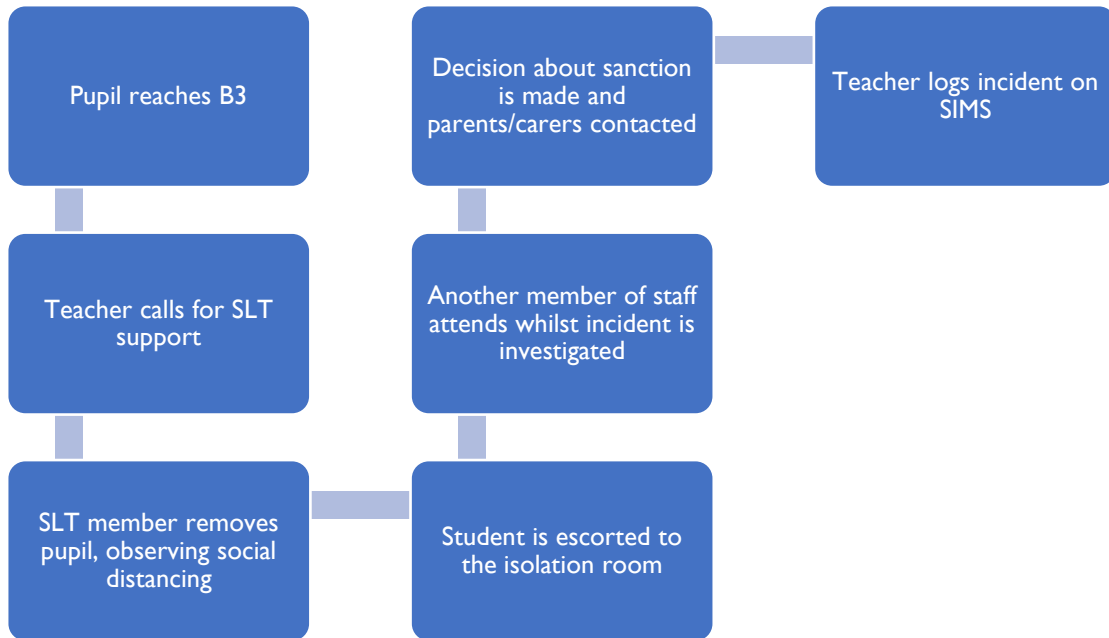 Pupil reaches B3
Teacher calls for SLT
support
SLT member removes
pupil, observing social
distancing
Student is escorted to
the isolation room
Another member of staff
attends whilst incident is
investigated
Decision about sanction
is made and
parents/carers contacted
Teacher logs incident on
SIMS